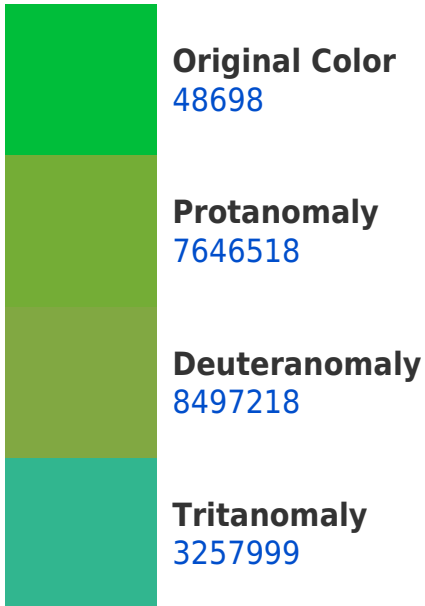 Original Color
48698
Protanomaly
7646518
Deuteranomaly
8497218
Tritanomaly
3257999